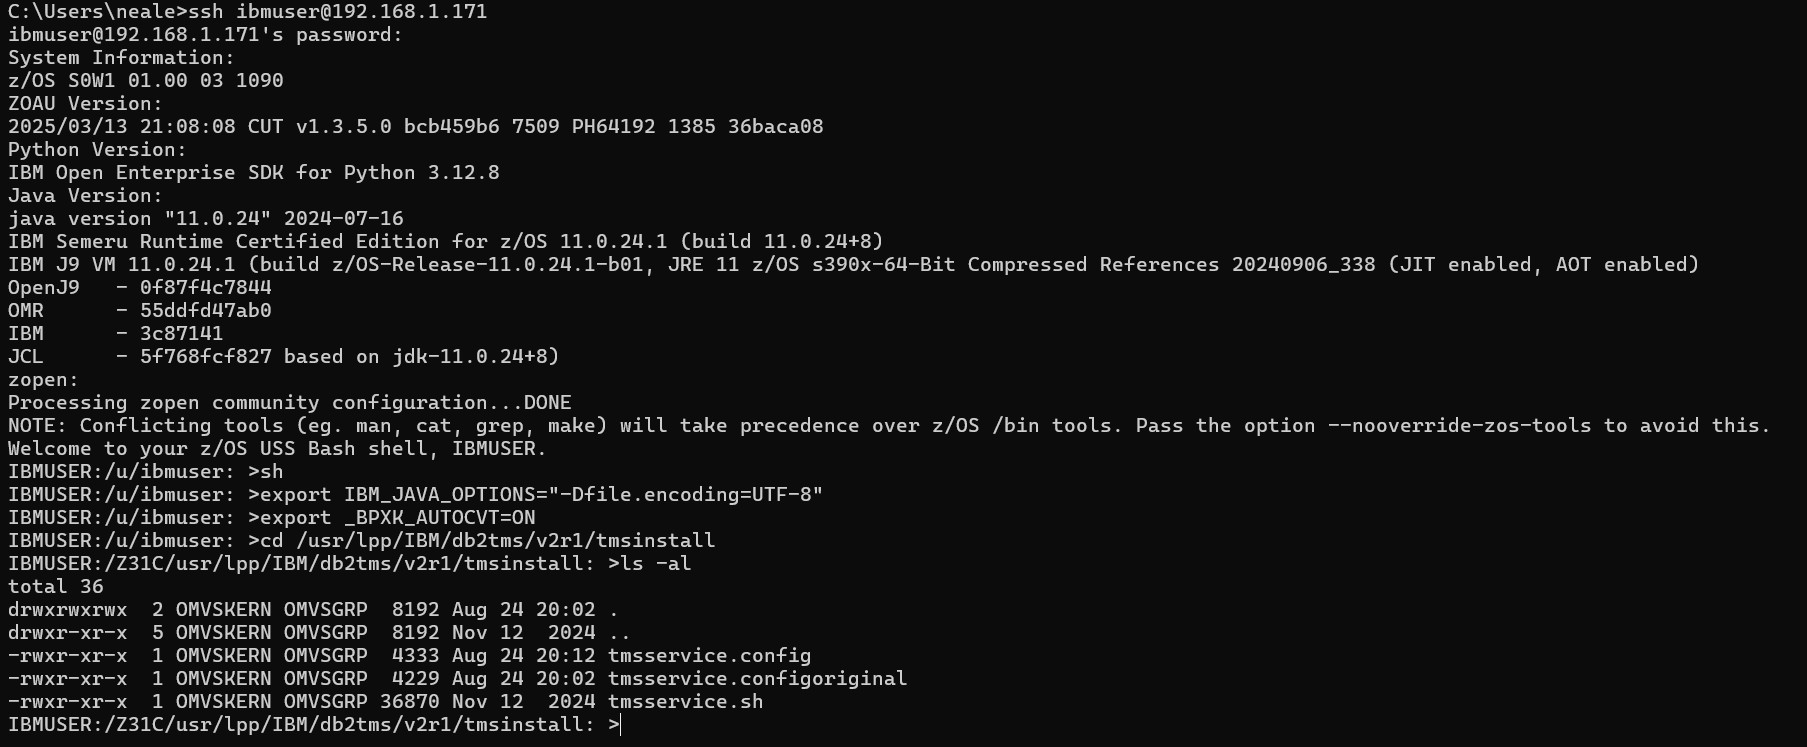 C:\Users\neale>ssh ibmuser@192.168.1.171
ibmuser@192.168.1.171's password:
System Information:
z/OS S0W1 01.00 03 1090
ZOAU Version:
2025/03/13 21:08:08 CUT v1.3.5.0 bcb459b6 7509 PH64192 1385 36baca08
Python Version:
IBM Open Enterprise SDK for Python 3.12.8
Java Version:
java version "11.0.24" 2024-07-16
IBM Semeru Runtime Certified Edition for z/OS 11.0.24.1 (build 11.0.24+8)
IBM J9 VM 11.0.24.1 (build z/OS-Release-11.0.24.1-b01, JRE 11 z/OS s390x-64-Bit Compressed References 20240906_338 (JIT enabled, AOT enabled)
OpenJ9   - 0f87f4c7844
OMR      - 55ddfd47ab0
IBM      - 3c87141
JCL      - 5f768fcf827 based on jdk-11.0.24+8)
zopen:
Processing zopen community configuration...DONE
NOTE: Conflicting tools (eg. man, cat, grep, make) will take precedence over z/OS /bin tools. Pass the option --nooverride-zos-tools to avoid this.
Welcome to your z/OS USS Bash shell, IBMUSER.
IBMUSER:/u/ibmuser: >sh
IBMUSER:/u/ibmuser: >export IBM_JAVA_OPTIONS="-Dfile.encoding=UTF-8"
IBMUSER:/u/ibmuser: >export _BPXK_AUTOCVT=ON
IBMUSER:/u/ibmuser: >cd /usr/lpp/IBM/db2tms/v2r1/tmsinstall
IBMUSER:/Z31C/usr/lpp/IBM/db2tms/v2r1/tmsinstall: >ls -al
total 36
drwxrwxrwx  2 OMVSKERN OMVSGRP  8192 Aug 24 20:02 .
drwxr-xr-x  5 OMVSKERN OMVSGRP  8192 Nov 12  2024 ..
-rwxr-xr-x  1 OMVSKERN OMVSGRP  4333 Aug 24 20:12 tmsservice.config
-rwxr-xr-x  1 OMVSKERN OMVSGRP  4229 Aug 24 20:02 tmsservice.configoriginal
-rwxr-xr-x  1 OMVSKERN OMVSGRP 36870 Nov 12  2024 tmsservice.sh
IBMUSER:/Z31C/usr/lpp/IBM/db2tms/v2r1/tmsinstall: >